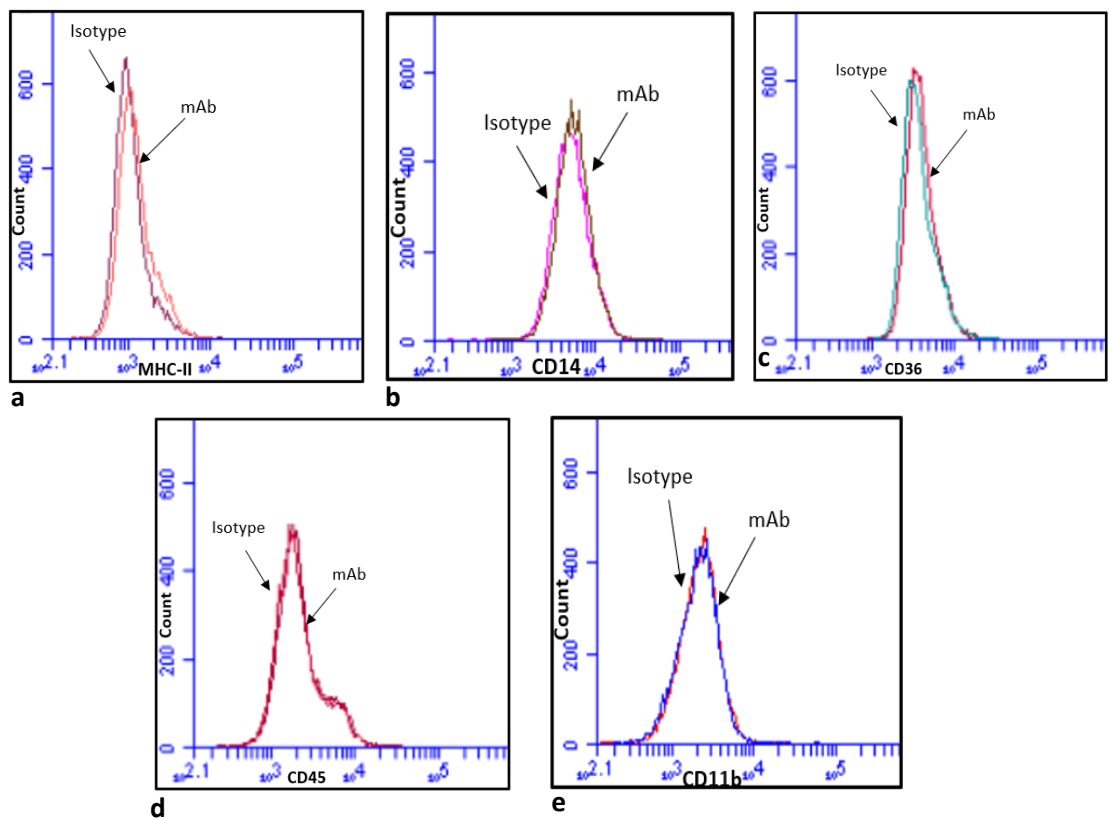 Isotype
mAb
600
400
200
0
Count
10^2.1
10^3
MHC-II
10^4
10^5
a
Isotype
mAb
600
400
200
0
Count
10^2.1
10^3
CD14
10^4
10^5
b
Isotype
mAb
600
400
200
0
Count
10^2.1
10^3
CD36
10^4
10^5
c
Isotype
mAb
600
400
200
0
Count
10^2.1
10^3
CD45
10^4
10^5
d
Isotype
mAb
600
400
200
0
Count
10^2.1
10^3
CD11b
10^4
10^5
e